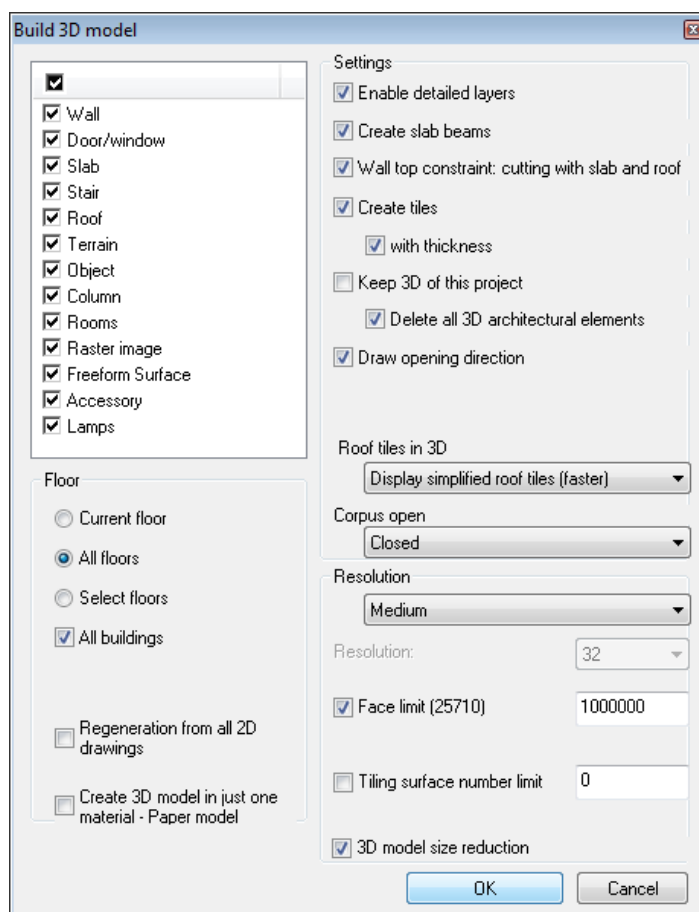 Build 3D model
Wall
Door/window
Slab
Stair
Roof
Terrain
Object
Column
Rooms
Raster image
Freeform Surface
Accessory
Lamps
Floor
Current floor
All floors
Select floors
All buildings
Regeneration from all 2D
drawings
Create 3D model in just one
material - Paper model
Settings
Enable detailed layers
Create slab beams
Wall top constraint: cutting with slab and roof
Create tiles
with thickness
Keep 3D of this project
Delete all 3D architectural elements
Draw opening direction
Roof tiles in 3D
Display simplified roof tiles (faster)
Corpus open
Closed
Resolution
Medium
Resolution: 32
Face limit (25710) 1000000
Tiling surface number limit 0
3D model size reduction
OK Cancel